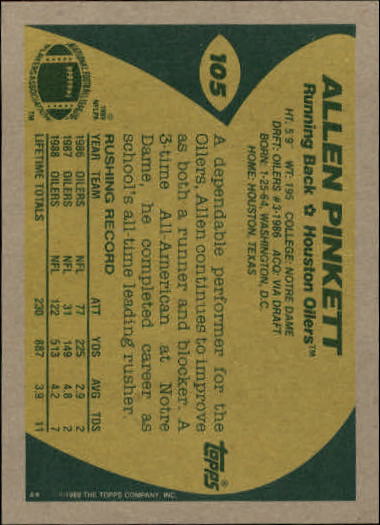 105
ALLEN PINKETT
Running Back ✩ Houston Oilers™
HT: 5'9" WT: 195 COLLEGE: NOTRE DAME
DRFT: OILERS #3-1986 ACQ: VIA DRAFT
BORN: 1-25-64, WASHINGTON, D.C.
HOME: HOUSTON, TEXAS
A dependable performer for the
Oilers, Allen continues to improve
as both a runner and blocker. A
3-time All-American at Notre
Dame, he completed career as
school's all-time leading rusher.
TOPPS
RUSHING RECORD
YEAR TEAM ATT YDS AVG TDS
1986 OILERS NFL 77 225 2.9 2
1987 OILERS NFL 31 149 4.8 2
1988 OILERS NFL 122 513 4.2 7
LIFETIME TOTALS 230 887 3.9 11
© 1989 NFLPA
™
©1989 THE TOPPS COMPANY, INC.